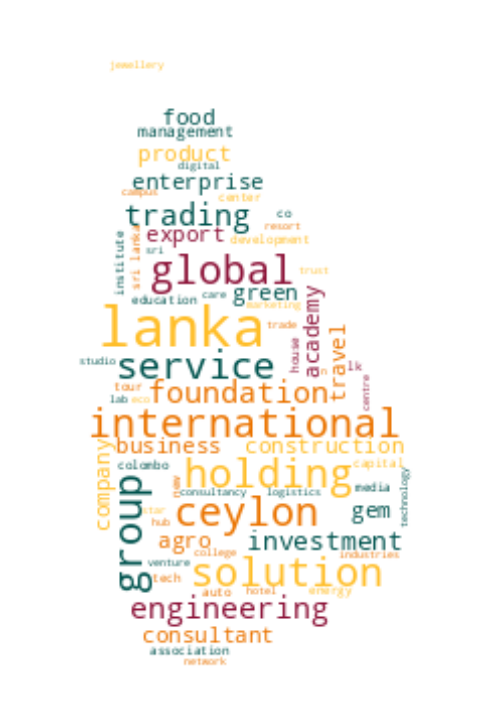 jewellery
food
management
product
digital
enterprise
campus
center
trading
co
resort
export
development
institute
sri lanka
sri
global
trust
education
care
green
marketing
lanka
trade
house
academy
travel
studio
service
lk
n
tour
foundation
centre
lab
eco
international
business
construction
company
colombo
holding
capital
new
consultancy
logistics
media
technology
group
star
ceylon
gem
hub
agro
investment
college
industries
venture
tech
solution
auto
hotel
energy
engineering
consultant
association
network